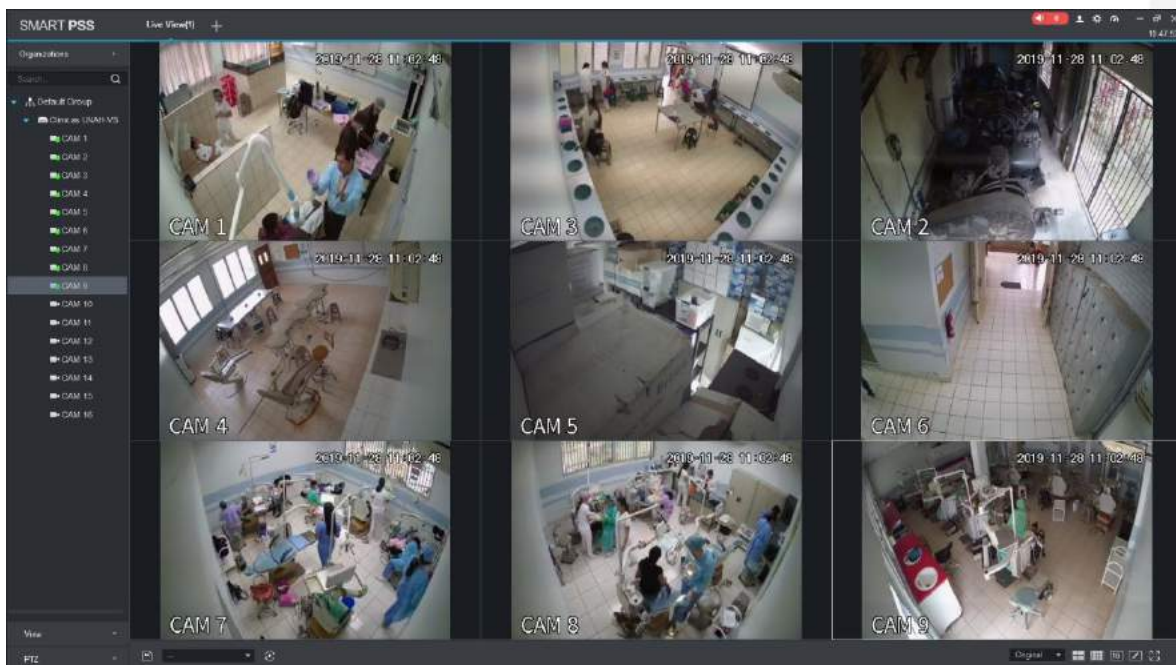 SMART PSS
Live View(1)
Organizations
Search...
Default Group
Clinicas UNAH-VS
CAM 1
CAM 2
CAM 3
CAM 4
CAM 5
CAM 6
CAM 7
CAM 8
CAM 9
CAM 10
CAM 11
CAM 12
CAM 13
CAM 14
CAM 15
CAM 16
View
PTZ
2019-11-28 11:02:48
CAM 1
2019-11-28 11:02:48
CAM 3
2019-11-28 11:02:48
CAM 2
2019-11-28 11:02:48
CAM 4
2019-11-28 11:02:48
CAM 5
2019-11-28 11:02:48
CAM 6
2019-11-28 11:02:48
CAM 7
2019-11-28 11:02:48
CAM 8
2019-11-28 11:02:48
CAM 9
Original